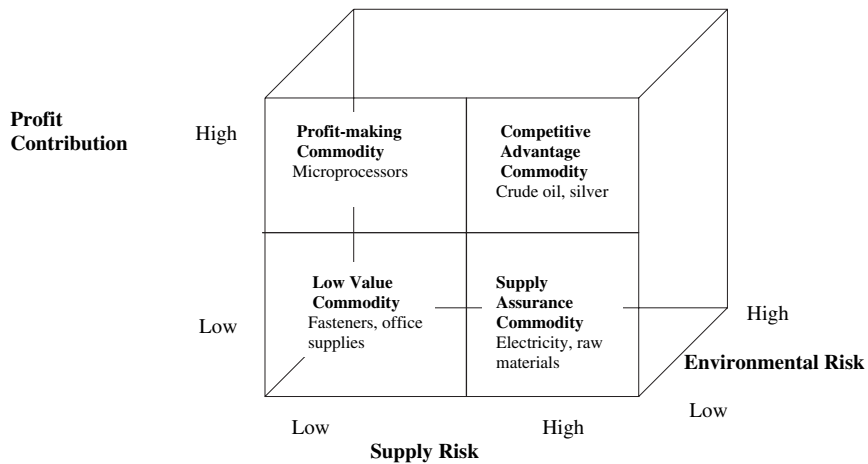 Profit
Contribution
High
Profit-making
Commodity
Microprocessors
Competitive
Advantage
Commodity
Crude oil, silver
Low
Low Value
Commodity
Fasteners, office
supplies
Supply
Assurance
Commodity
Electricity, raw
materials
High
Environmental Risk
Low
Low
High
Supply Risk